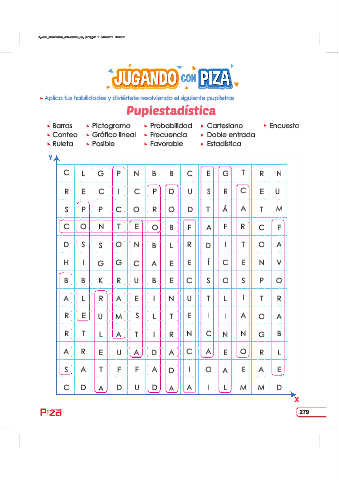 JUGANDO CON PIZA
Aplica tus habilidades y diviértete resolviendo el siguiente pupiletras
Pupiestadística
Barras Pictograma Probabilidad Cartesiano Encuesta
Conteo Gráfico lineal Frecuencia Doble entrada
Ruleta Posible Favorable Estadística
Y
C L G P N B B C E G T R N
R E C I C P D U S R C E U
S P P C O R O D T Á A T M
C O N T E O B F A F R C F
D S S O N B L R D I T O A
H I G G C A E E Í C E N V
B B K R U B E C S O S P O
A L R A E I N U T L I T R
R E U M S L T E I I A O A
R T L A T I R N C N N G B
A R E U A D A C A E O R L
S A T F F A D I O A E A E
C D A D U D A A I L M M D
X
Piza
279